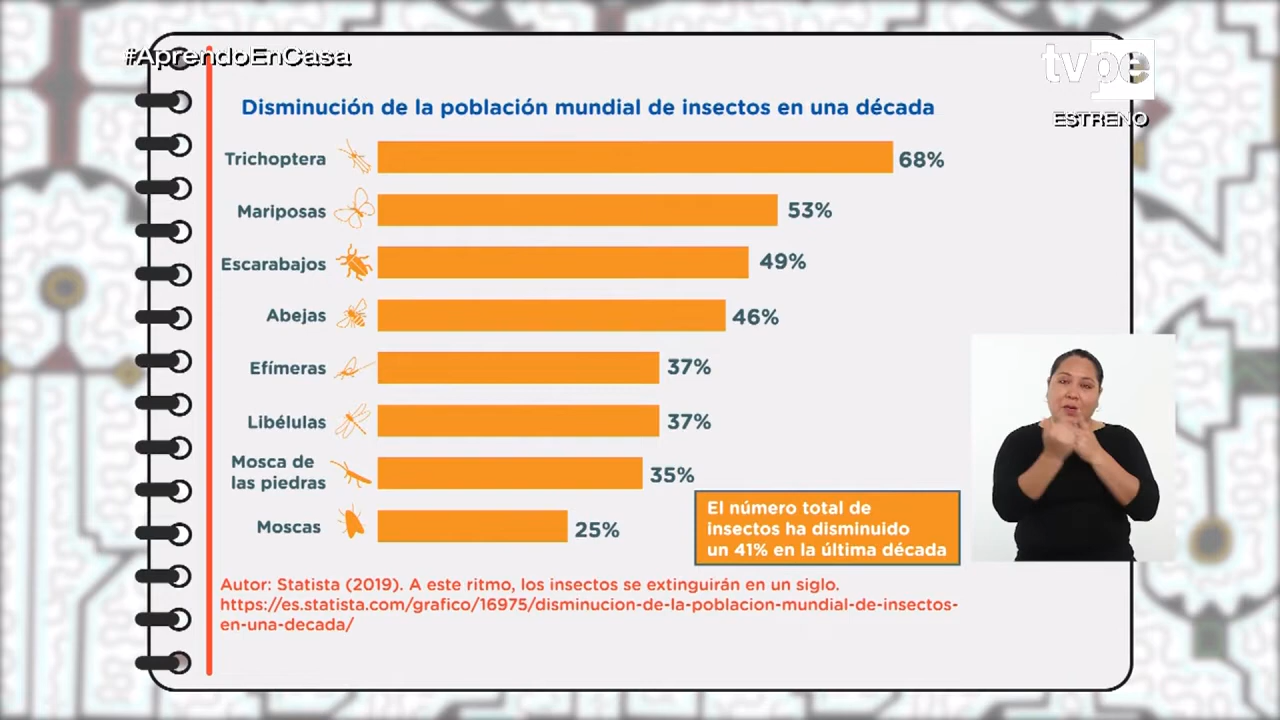 #AprendoEnCasa
tvpe
ESTRENO
Disminución de la población mundial de insectos en una década
Trichoptera 68%
Mariposas 53%
Escarabajos 49%
Abejas 46%
Efímeras 37%
Libélulas 37%
Mosca de
las piedras 35%
Moscas 25%
El número total de
insectos ha disminuido
un 41% en la última década
Autor: Statista (2019). A este ritmo, los insectos se extinguirán en un siglo.
https://es.statista.com/grafico/16975/disminucion-de-la-poblacion-mundial-de-insectos-
en-una-decada/